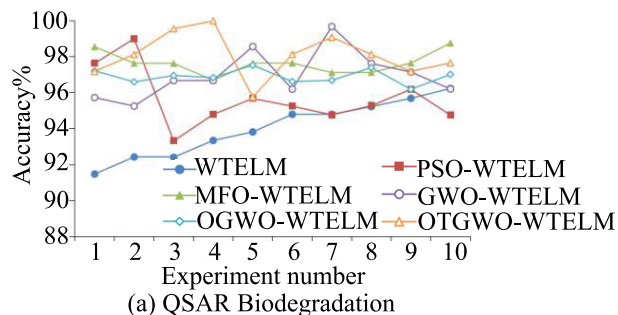 Accuracy%
100
98
96
94
92
90
88
WTELM
PSO-WTELM
MFO-WTELM
GWO-WTELM
OGWO-WTELM
OTGWO-WTELM
1 2 3 4 5 6 7 8 9 10
Experiment number
(a) QSAR Biodegradation